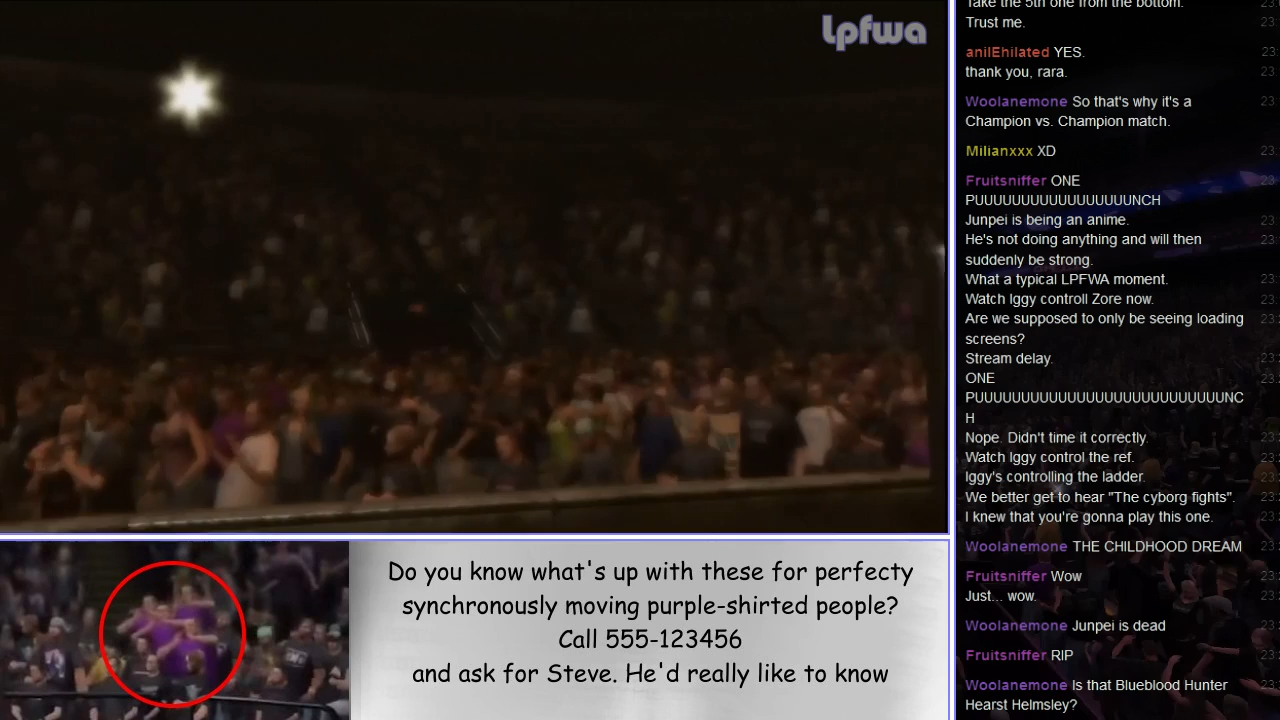 Lpfwa
Take the 5th one from the bottom.
Trust me.
anilEhilated YES.
thank you, rara.
Woolanemone So that's why it's a
Champion vs. Champion match.
Milianxxx XD
Fruitsniffer ONE
PUUUUUUUUUUUUUUUUUNCH
Junpei is being an anime.
He's not doing anything and will then
suddenly be strong.
What a typical LPFWA moment.
Watch Iggy controll Zore now.
Are we supposed to only be seeing loading
screens?
Stream delay.
ONE
PUUUUUUUUUUUUUUUUUUUUUUUUUUUNC
H
Nope. Didn't time it correctly.
Watch Iggy control the ref.
Iggy's controlling the ladder.
We better get to hear "The cyborg fights".
I knew that you're gonna play this one.
Woolanemone THE CHILDHOOD DREAM
Fruitsniffer Wow
Just... wow.
Woolanemone Junpei is dead
Fruitsniffer RIP
Woolanemone Is that Blueblood Hunter
Hearst Helmsley?
Do you know what's up with these for perfecty
synchronously moving purple-shirted people?
Call 555-123456
and ask for Steve. He'd really like to know